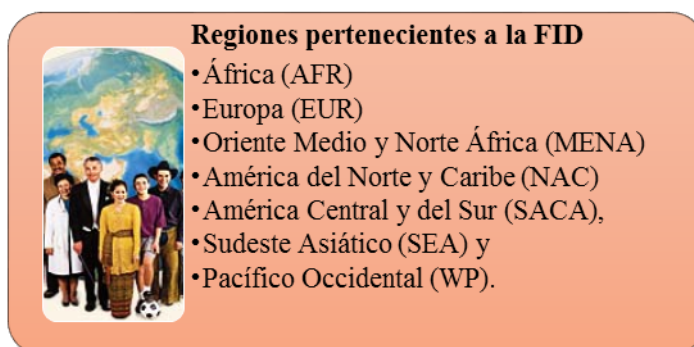 Regiones pertenecientes a la FID
•África (AFR)
•Europa (EUR)
•Oriente Medio y Norte África (MENA)
•América del Norte y Caribe (NAC)
•América Central y del Sur (SACA),
•Sudeste Asiático (SEA) y
•Pacífico Occidental (WP).